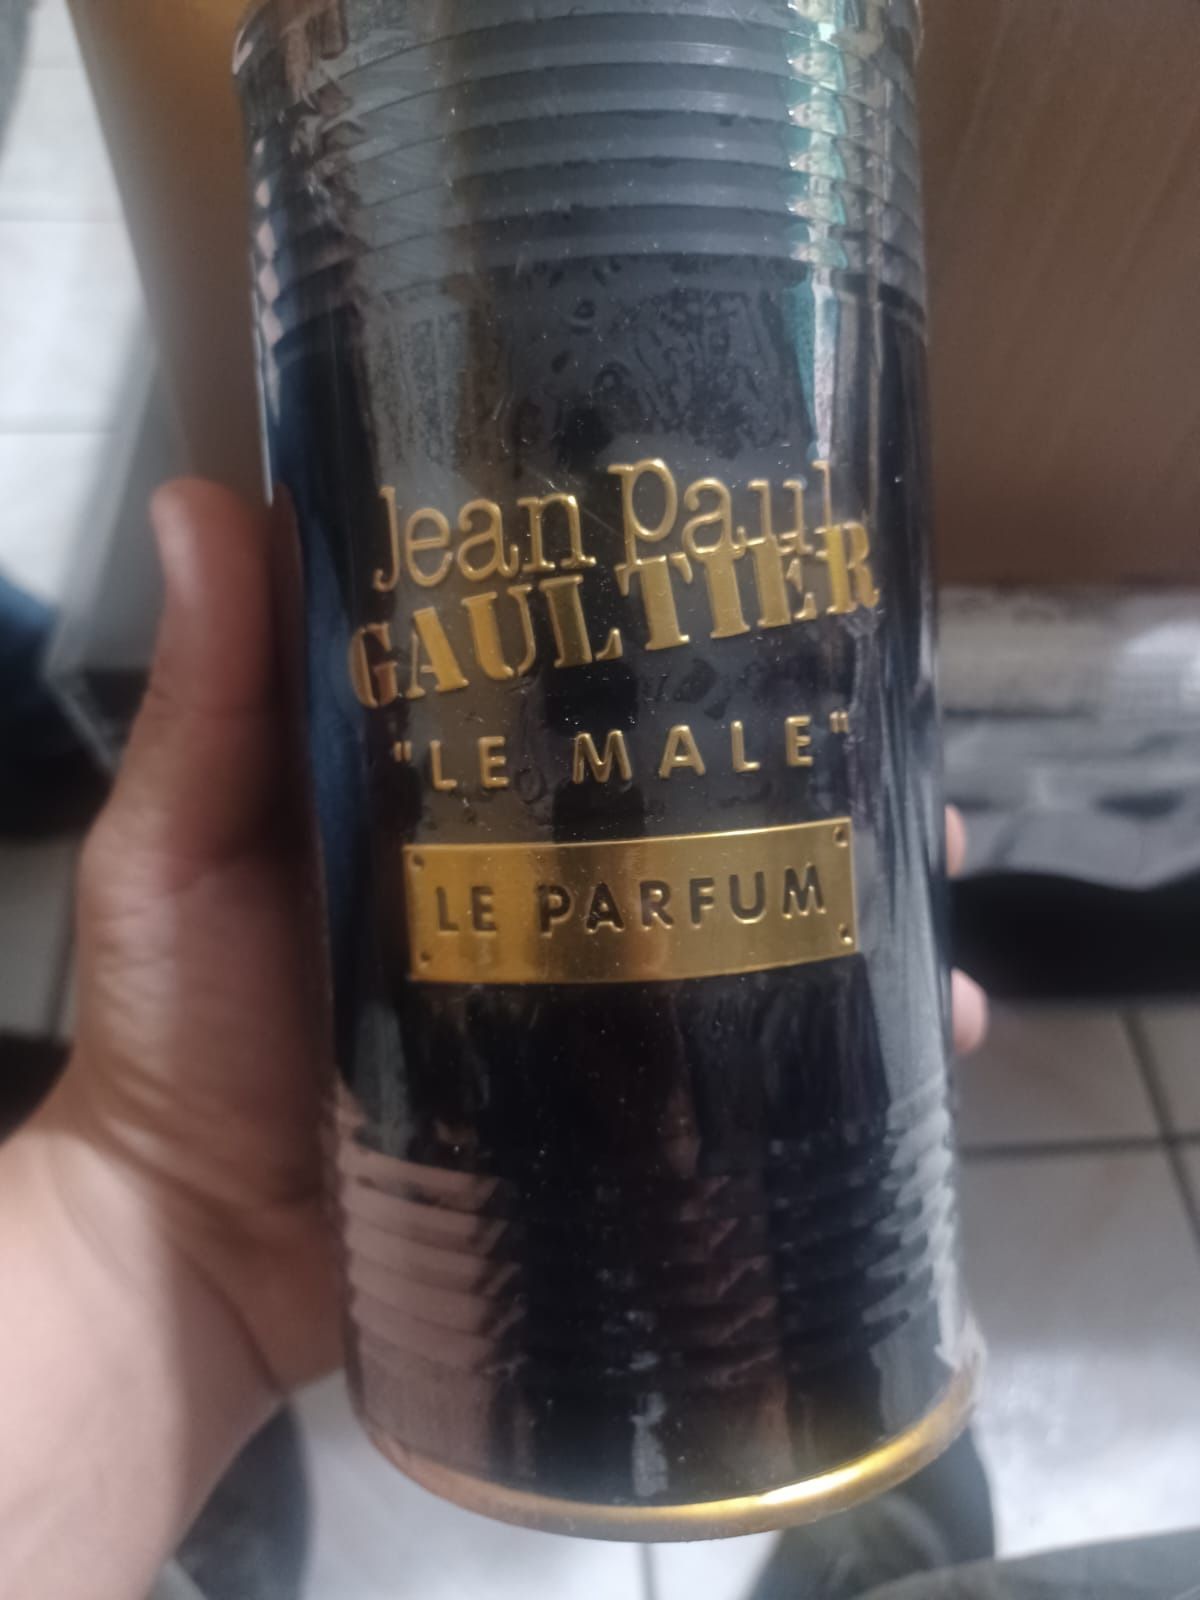 Jean Paul
GAULTIER
"LE MALE"
LE PARFUM